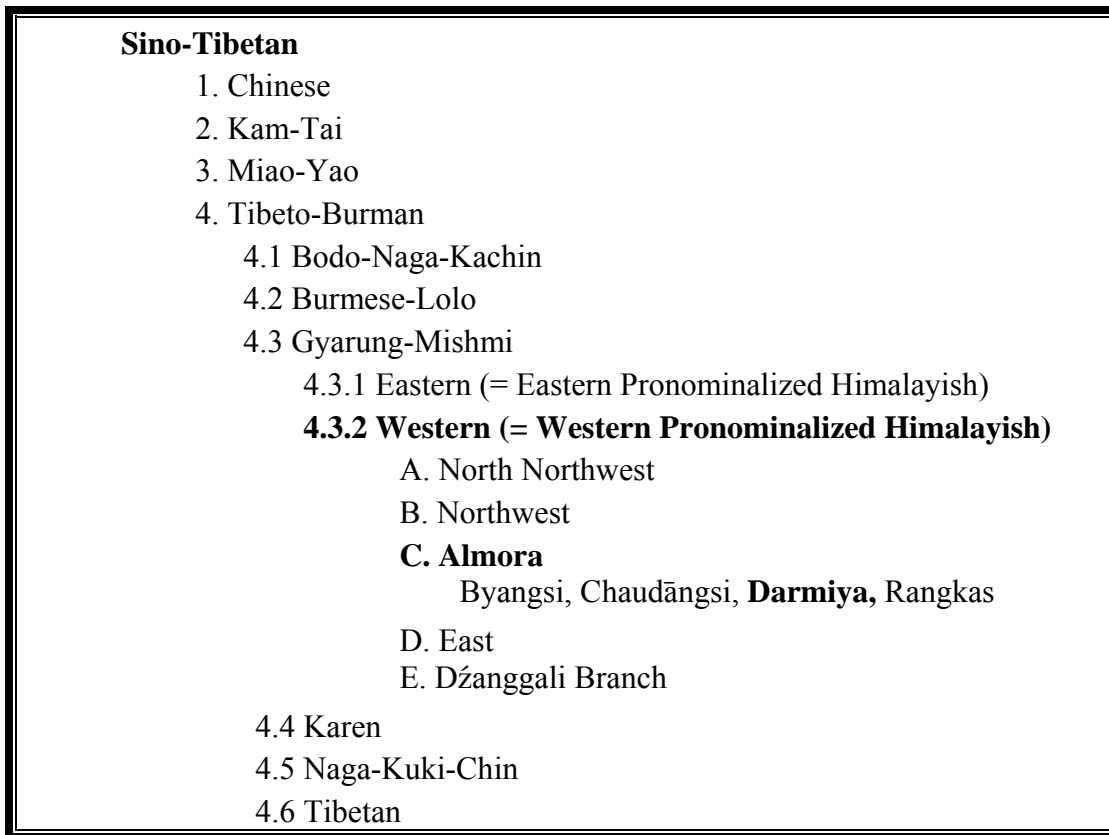 Sino-Tibetan
1. Chinese
2. Kam-Tai
3. Miao-Yao
4. Tibeto-Burman
4.1 Bodo-Naga-Kachin
4.2 Burmese-Lolo
4.3 Gyarung-Mishmi
4.3.1 Eastern (= Eastern Pronominalized Himalayish)
4.3.2 Western (= Western Pronominalized Himalayish)
A. North Northwest
B. Northwest
C. Almora
Byangsi, Chaudāngsi, Darmiya, Rangkas
D. East
E. Dźanggali Branch
4.4 Karen
4.5 Naga-Kuki-Chin
4.6 Tibetan